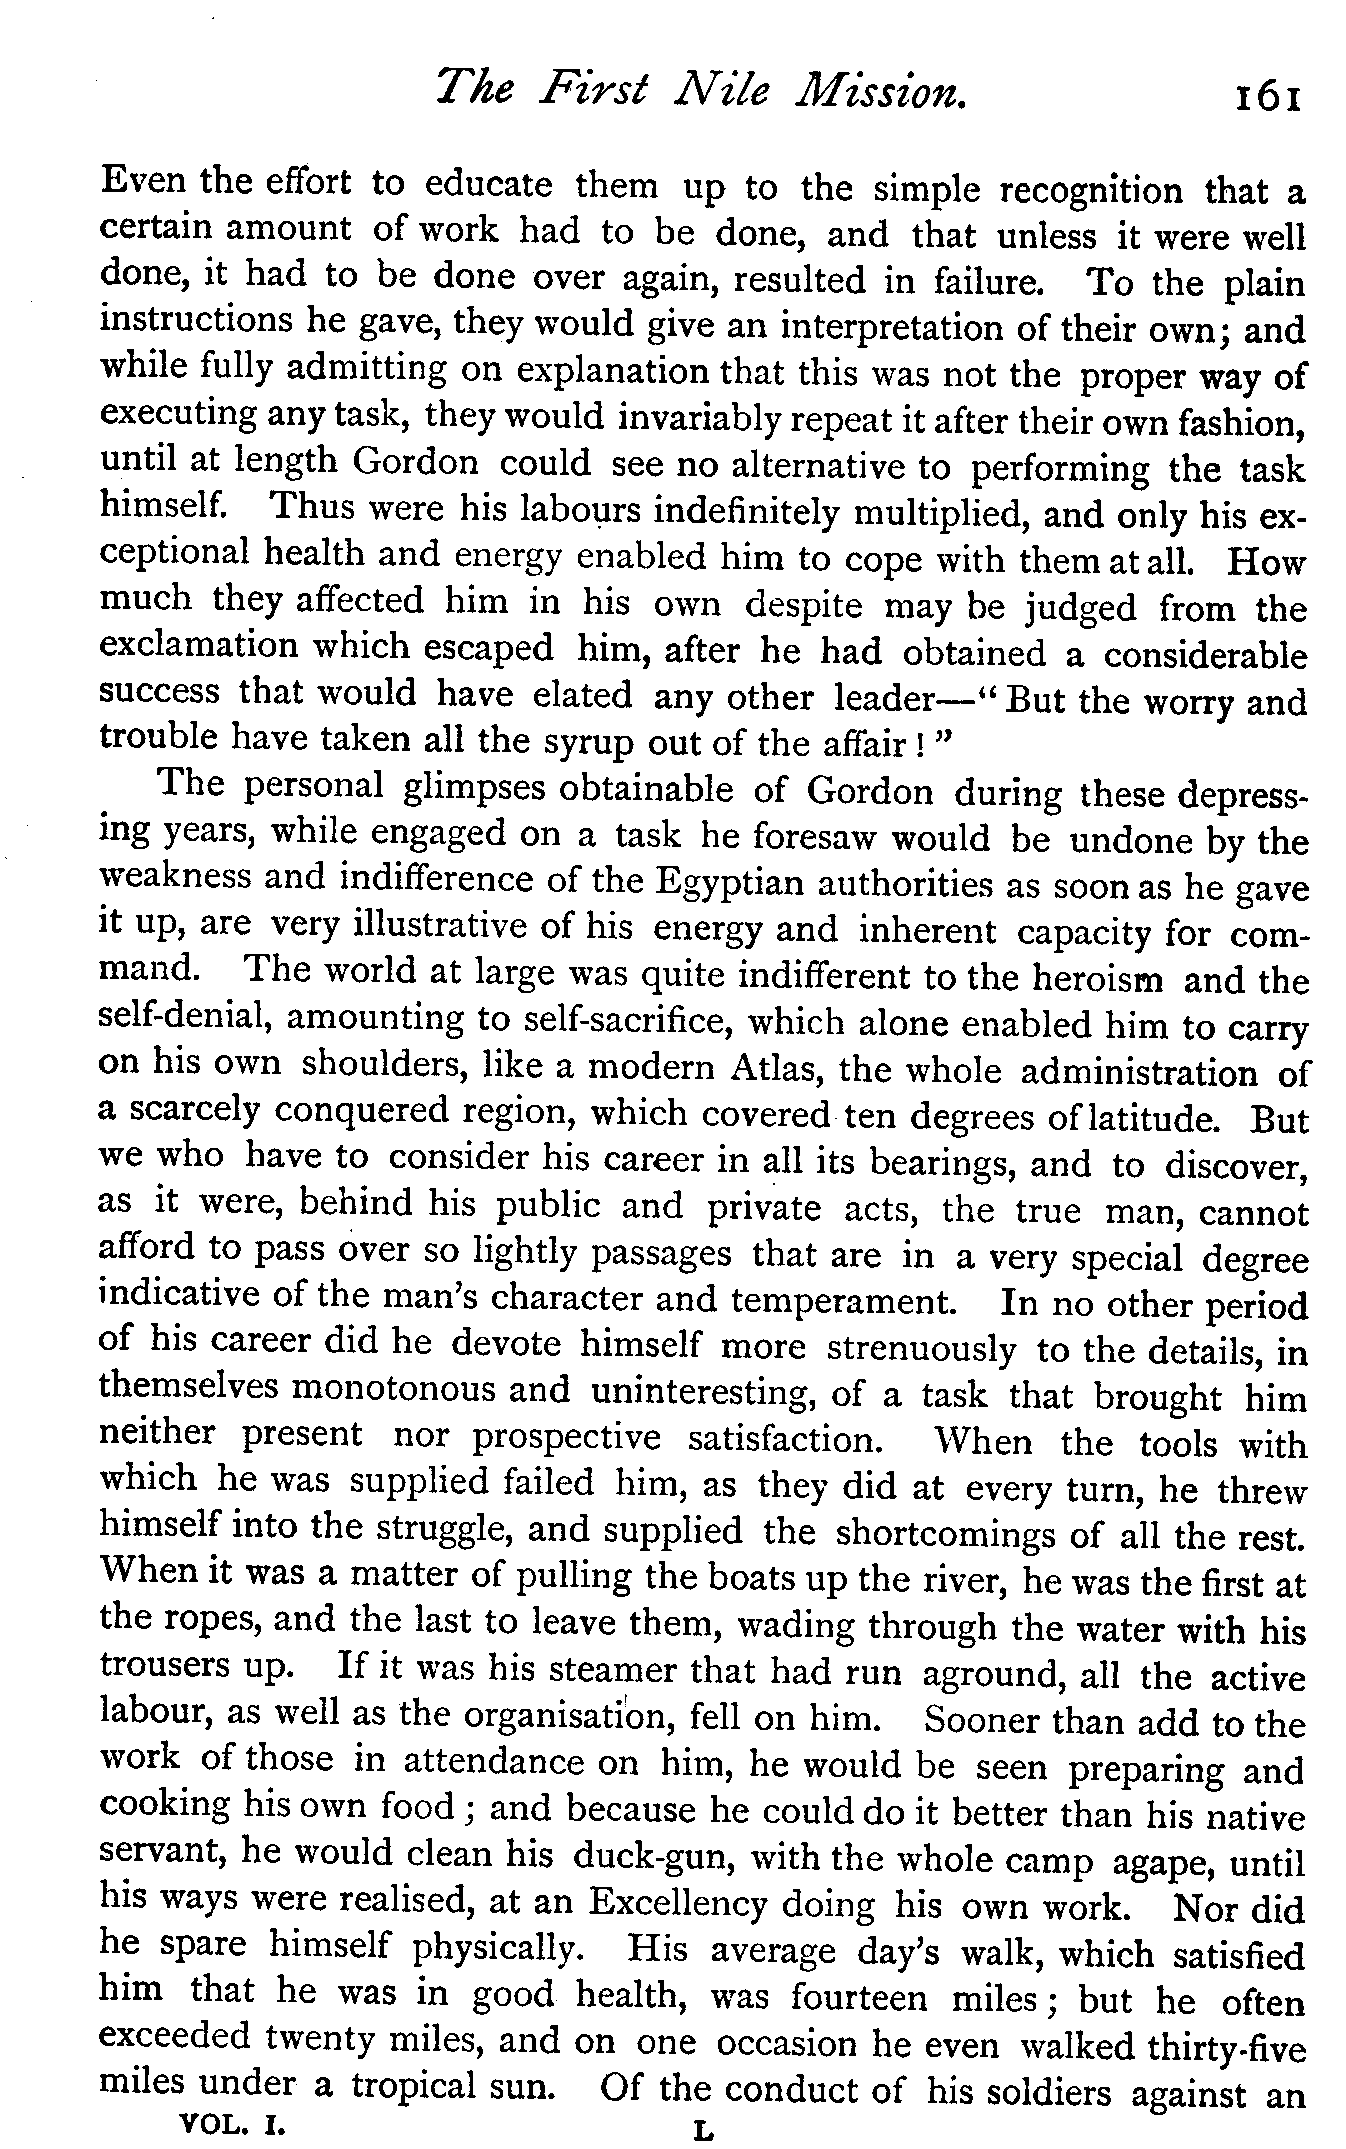 The First Nile Mission. 161
Even the effort to educate them up to the simple recognition that a
certain amount of work had to be done, and that unless it were well
done, it had to be done over again, resulted in failure. To the plain
instructions he gave, they would give an interpretation of their own; and
while fully admitting on explanation that this was not the proper way of
executing any task, they would invariably repeat it after their own fashion,
until at length Gordon could see no alternative to performing the task
himself. Thus were his labours indefinitely multiplied, and only his ex-
ceptional health and energy enabled him to cope with them at all. How
much they affected him in his own despite may be judged from the
exclamation which escaped him, after he had obtained a considerable
success that would have elated any other leader—“But the worry and
trouble have taken all the syrup out of the affair!”
The personal glimpses obtainable of Gordon during these depress-
ing years, while engaged on a task he foresaw would be undone by the
weakness and indifference of the Egyptian authorities as soon as he gave
it up, are very illustrative of his energy and inherent capacity for com-
mand. The world at large was quite indifferent to the heroism and the
self-denial, amounting to self-sacrifice, which alone enabled him to carry
on his own shoulders, like a modern Atlas, the whole administration of
a scarcely conquered region, which covered ten degrees of latitude. But
we who have to consider his career in all its bearings, and to discover,
as it were, behind his public and private acts, the true man, cannot
afford to pass over so lightly passages that are in a very special degree
indicative of the man's character and temperament. In no other period
of his career did he devote himself more strenuously to the details, in
themselves monotonous and uninteresting, of a task that brought him
neither present nor prospective satisfaction. When the tools with
which he was supplied failed him, as they did at every turn, he threw
himself into the struggle, and supplied the shortcomings of all the rest.
When it was a matter of pulling the boats up the river, he was the first at
the ropes, and the last to leave them, wading through the water with his
trousers up. If it was his steamer that had run aground, all the active
labour, as well as the organisation, fell on him. Sooner than add to the
work of those in attendance on him, he would be seen preparing and
cooking his own food; and because he could do it better than his native
servant, he would clean his duck-gun, with the whole camp agape, until
his ways were realised, at an Excellency doing his own work. Nor did
he spare himself physically. His average day's walk, which satisfied
him that he was in good health, was fourteen miles; but he often
exceeded twenty miles, and on one occasion he even walked thirty-five
miles under a tropical sun. Of the conduct of his soldiers against an
VOL. I. L